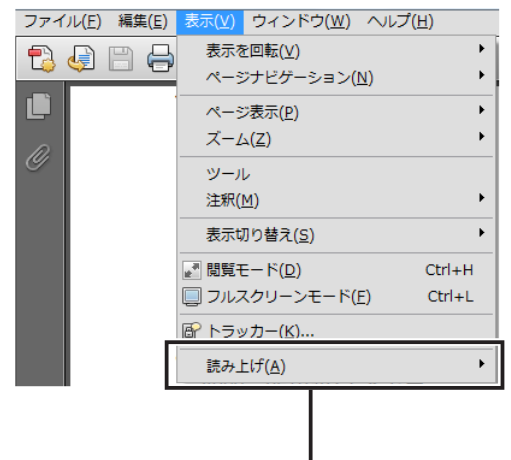 ファイル(F) 編集(E) 表示(V) ウィンドウ(W) ヘルプ(H)
表示を回転(V)
ページナビゲーション(N)
ページ表示(P)
ズーム(Z)
ツール
注釈(M)
表示切り替え(S)
閲覧モード(D) Ctrl+H
フルスクリーンモード(F) Ctrl+L
トラッカー(K)...
読み上げ(A)